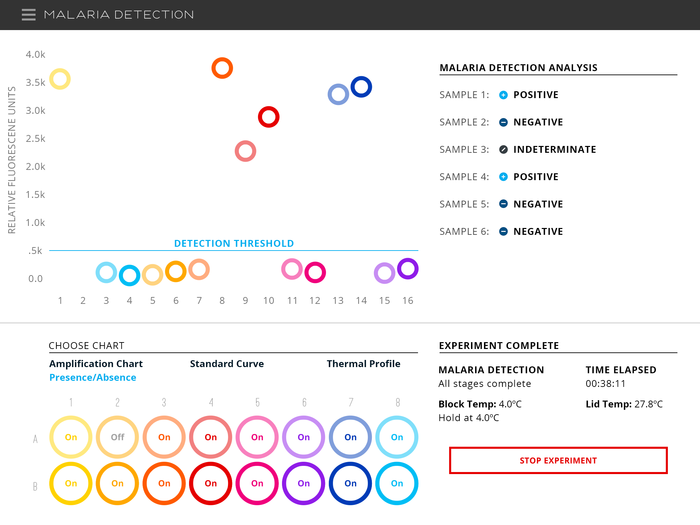 MALARIA DETECTION
RELATIVE FLUORESCENE UNITS
4.0k
3.5k
3.0k
2.5k
2.0k
1.5k
1.0k
.5k
0.0
DETECTION THRESHOLD
1 2 3 4 5 6 7 8 9 10 11 12 13 14 15 16
MALARIA DETECTION ANALYSIS
SAMPLE 1: POSITIVE
SAMPLE 2: NEGATIVE
SAMPLE 3: INDETERMINATE
SAMPLE 4: POSITIVE
SAMPLE 5: NEGATIVE
SAMPLE 6: NEGATIVE
CHOOSE CHART
Amplification Chart Standard Curve Thermal Profile
Presence/Absence
1 2 3 4 5 6 7 8
A On Off On On On On On On
B On On On On On On On On
EXPERIMENT COMPLETE
MALARIA DETECTION
All stages complete
TIME ELAPSED
00:38:11
Block Temp: 4.0ºC
Hold at 4.0ºC
Lid Temp: 27.8ºC
STOP EXPERIMENT